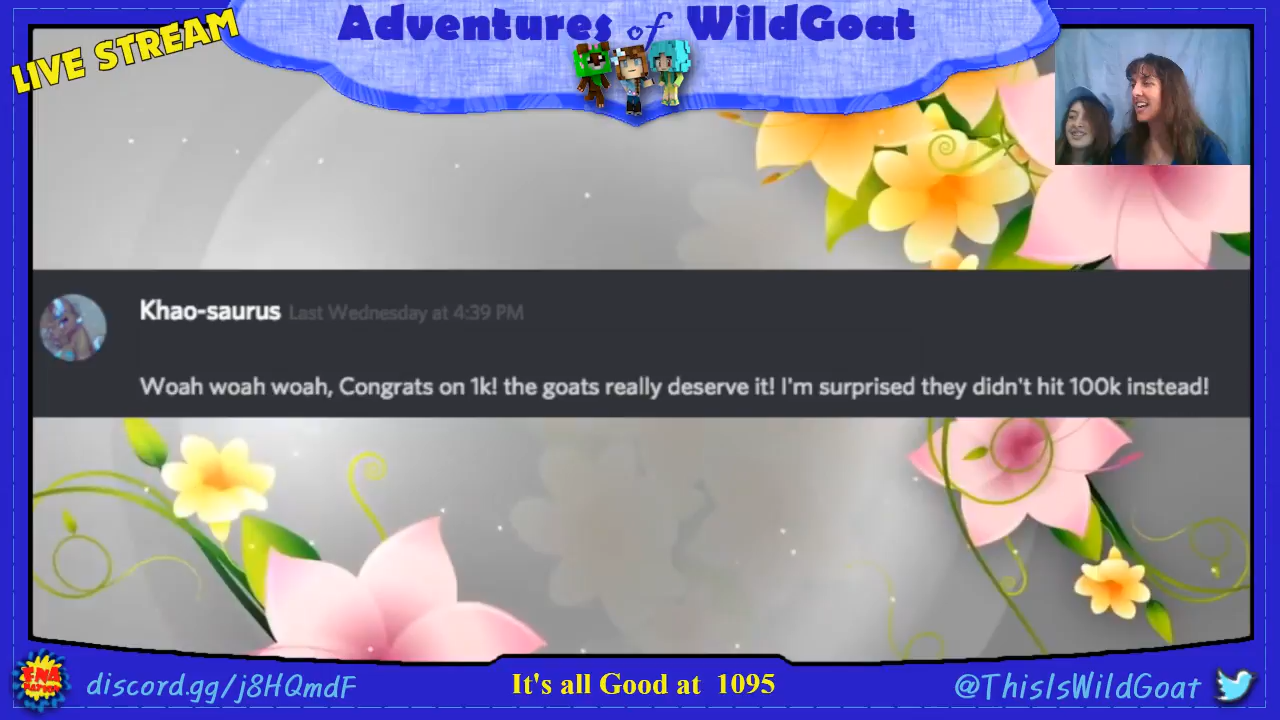 LIVE STREAM
Adventures of WildGoat
Khao-saurus Last Wednesday at 4:39 PM
Woah woah woah, Congrats on 1k! the goats really deserve it! I'm surprised they didn't hit 100k instead!
discord.gg/j8HQmdF
It's all Good at 1095
@ThisIsWildGoat